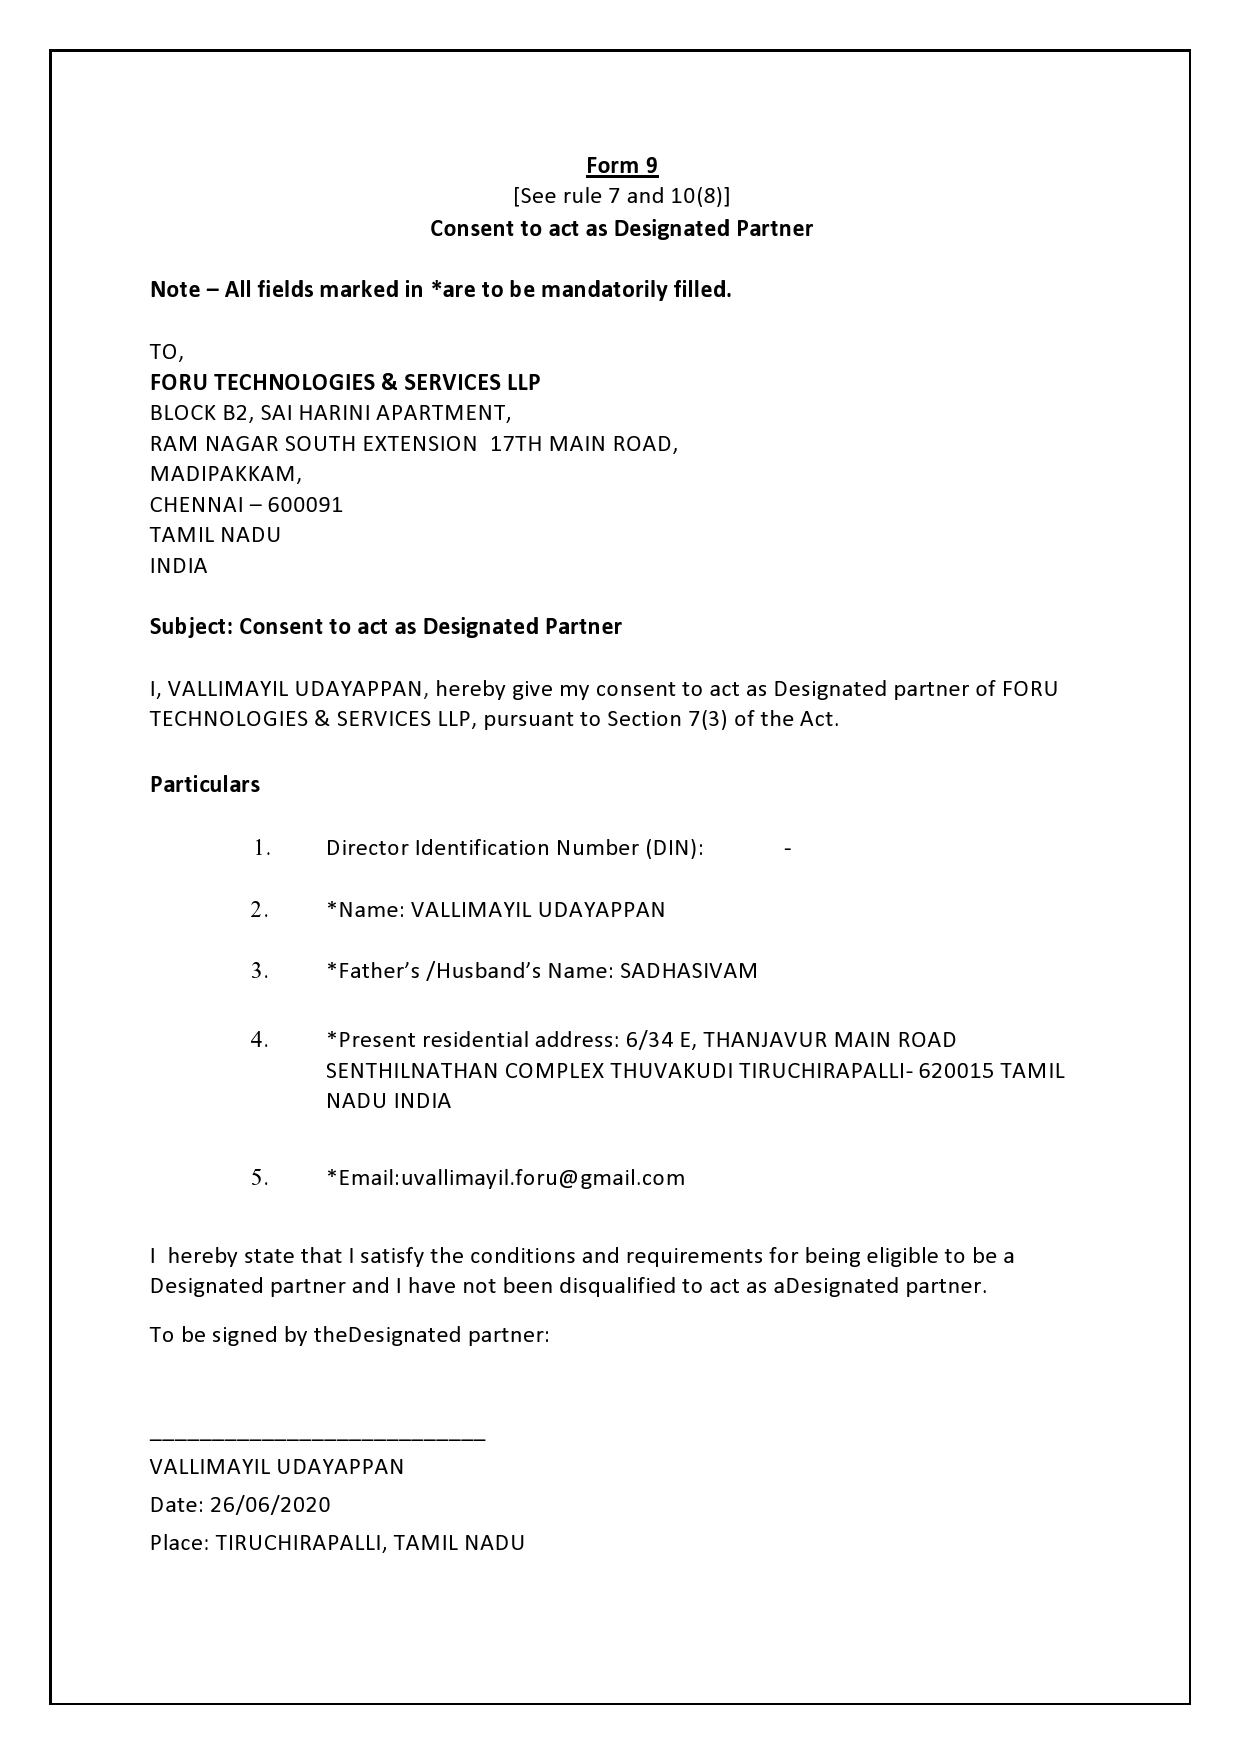 Form 9
[See rule 7 and 10(8)]
Consent to act as Designated Partner
Note – All fields marked in *are to be mandatorily filled.
TO,
FORU TECHNOLOGIES & SERVICES LLP
BLOCK B2, SAI HARINI APARTMENT,
RAM NAGAR SOUTH EXTENSION  17TH MAIN ROAD,
MADIPAKKAM,
CHENNAI – 600091
TAMIL NADU
INDIA
Subject: Consent to act as Designated Partner
I, VALLIMAYIL UDAYAPPAN, hereby give my consent to act as Designated partner of FORU
TECHNOLOGIES & SERVICES LLP, pursuant to Section 7(3) of the Act.
Particulars
1. Director Identification Number (DIN): -
2. *Name: VALLIMAYIL UDAYAPPAN
3. *Father’s /Husband’s Name: SADHASIVAM
4. *Present residential address: 6/34 E, THANJAVUR MAIN ROAD
SENTHILNATHAN COMPLEX THUVAKUDI TIRUCHIRAPALLI- 620015 TAMIL
NADU INDIA
5. *Email:uvallimayil.foru@gmail.com
I  hereby state that I satisfy the conditions and requirements for being eligible to be a
Designated partner and I have not been disqualified to act as aDesignated partner.
To be signed by theDesignated partner:
____________________________
VALLIMAYIL UDAYAPPAN
Date: 26/06/2020
Place: TIRUCHIRAPALLI, TAMIL NADU